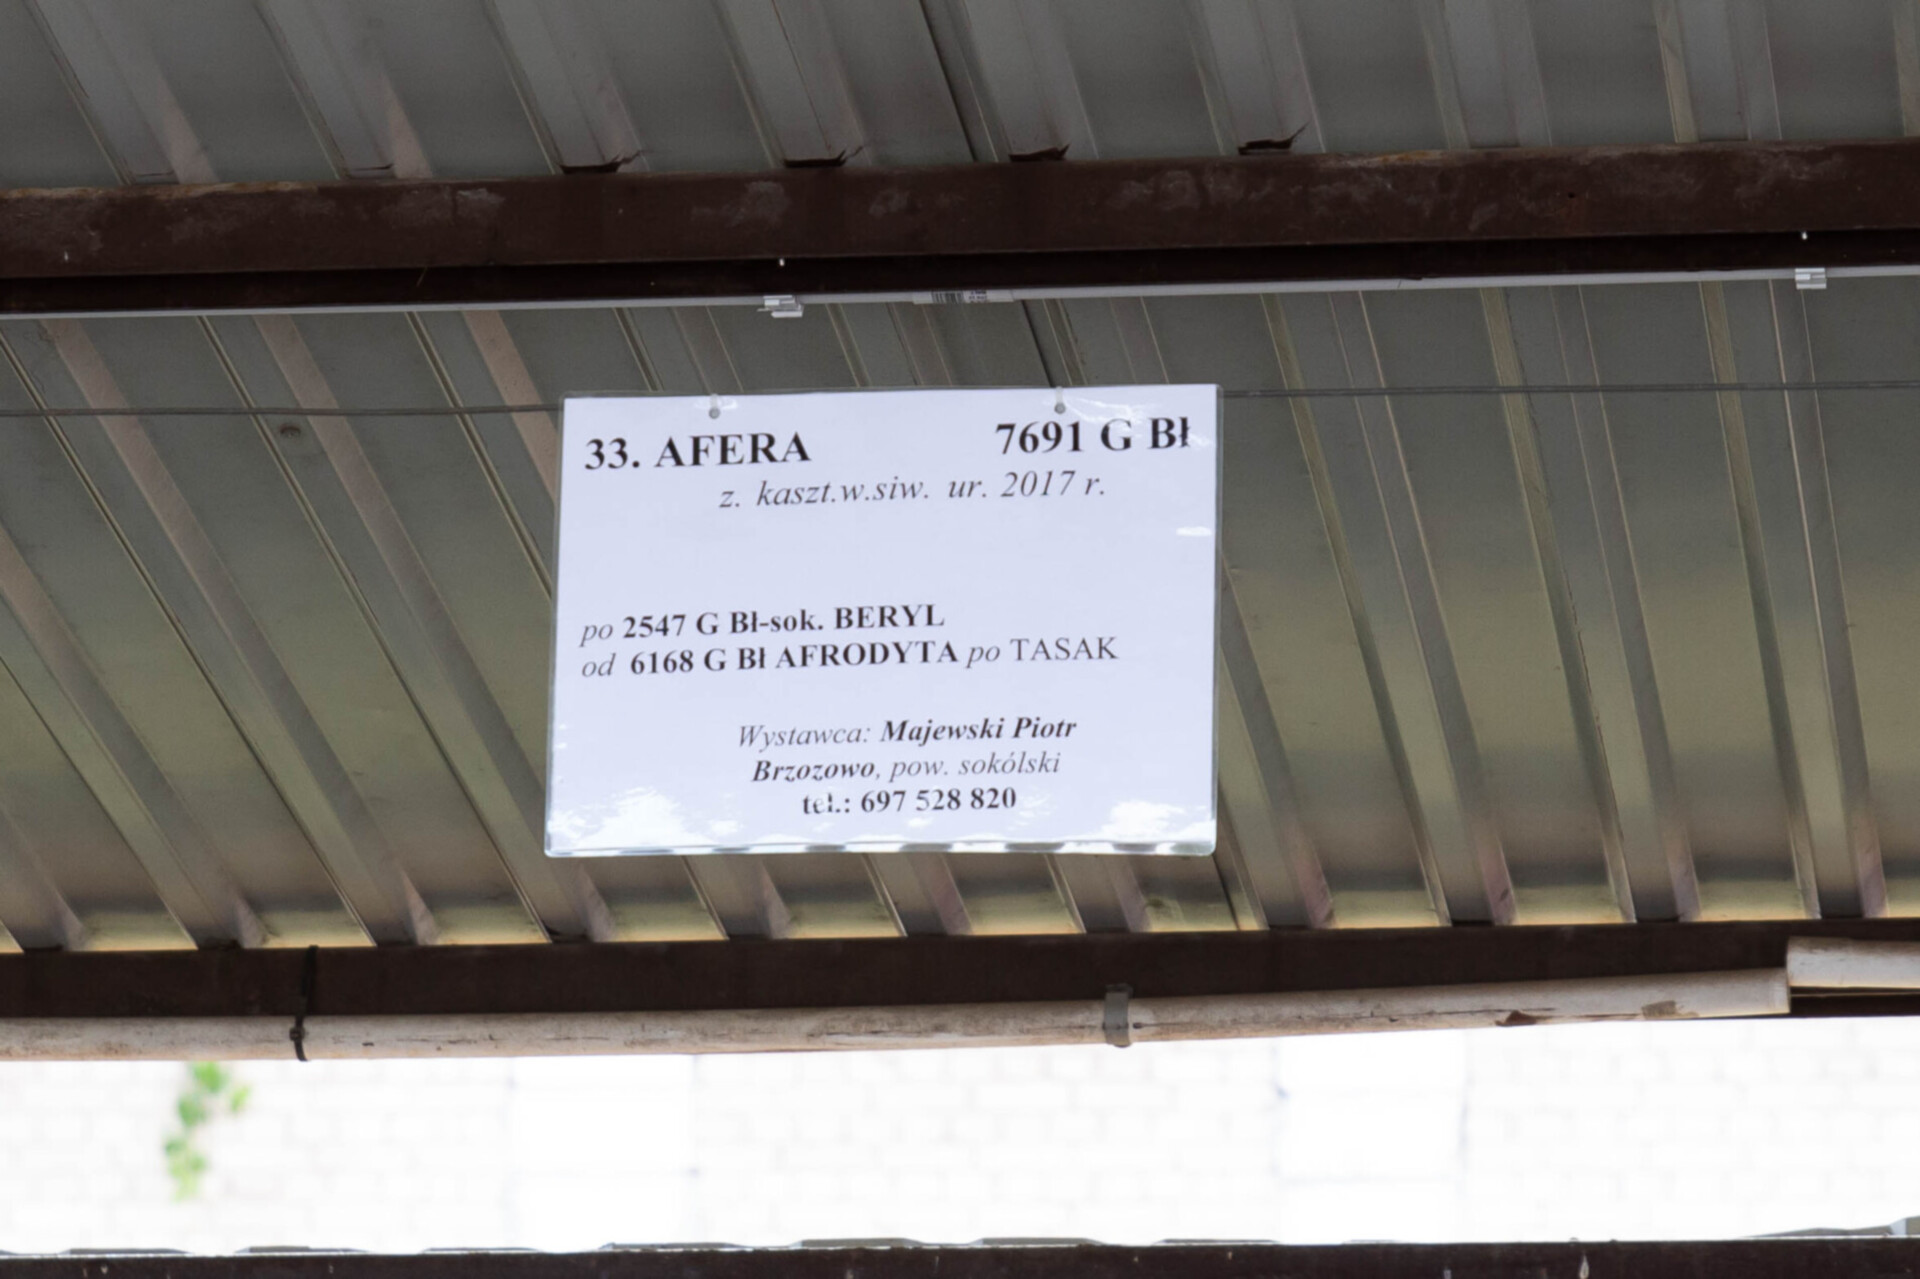 33. AFERA 7691 G Bł
z. kaszt.w.siw. ur. 2017 r.
po 2547 G Bł-sok. BERYL
od 6168 G Bł AFRODYTA po TASAK
Wystawca: Majewski Piotr
Brzozowo, pow. sokólski
tel.: 697 528 820